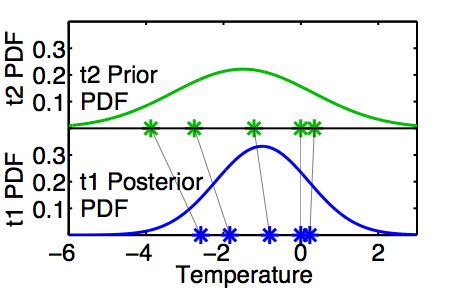 t2 PDF
0.3
0.2
0.1
t2 Prior
PDF
t1 PDF
0.3
0.2
0.1
t1 Posterior
PDF
−6 −4 −2 0 2
Temperature